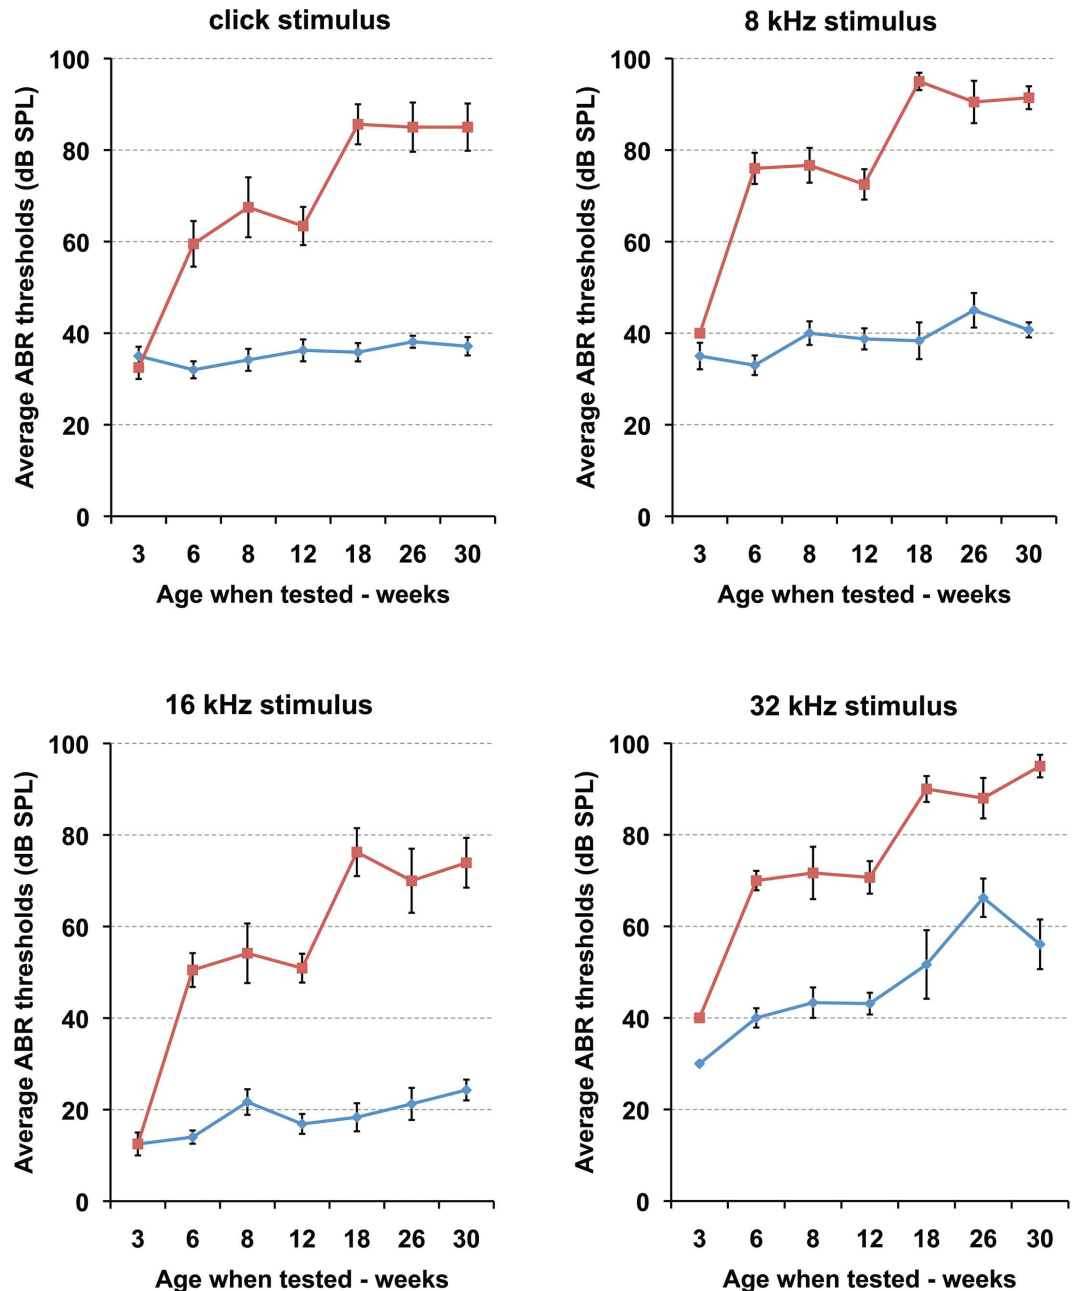 click stimulus
Average ABR thresholds (dB SPL)
100
80
60
40
20
0
3 6 8 12 18 26 30
Age when tested - weeks
8 kHz stimulus
Average ABR thresholds (dB SPL)
100
80
60
40
20
0
3 6 8 12 18 26 30
Age when tested - weeks
16 kHz stimulus
Average ABR thresholds (dB SPL)
100
80
60
40
20
0
3 6 8 12 18 26 30
Age when tested - weeks
32 kHz stimulus
Average ABR thresholds (dB SPL)
100
80
60
40
20
0
3 6 8 12 18 26 30
Age when tested - weeks